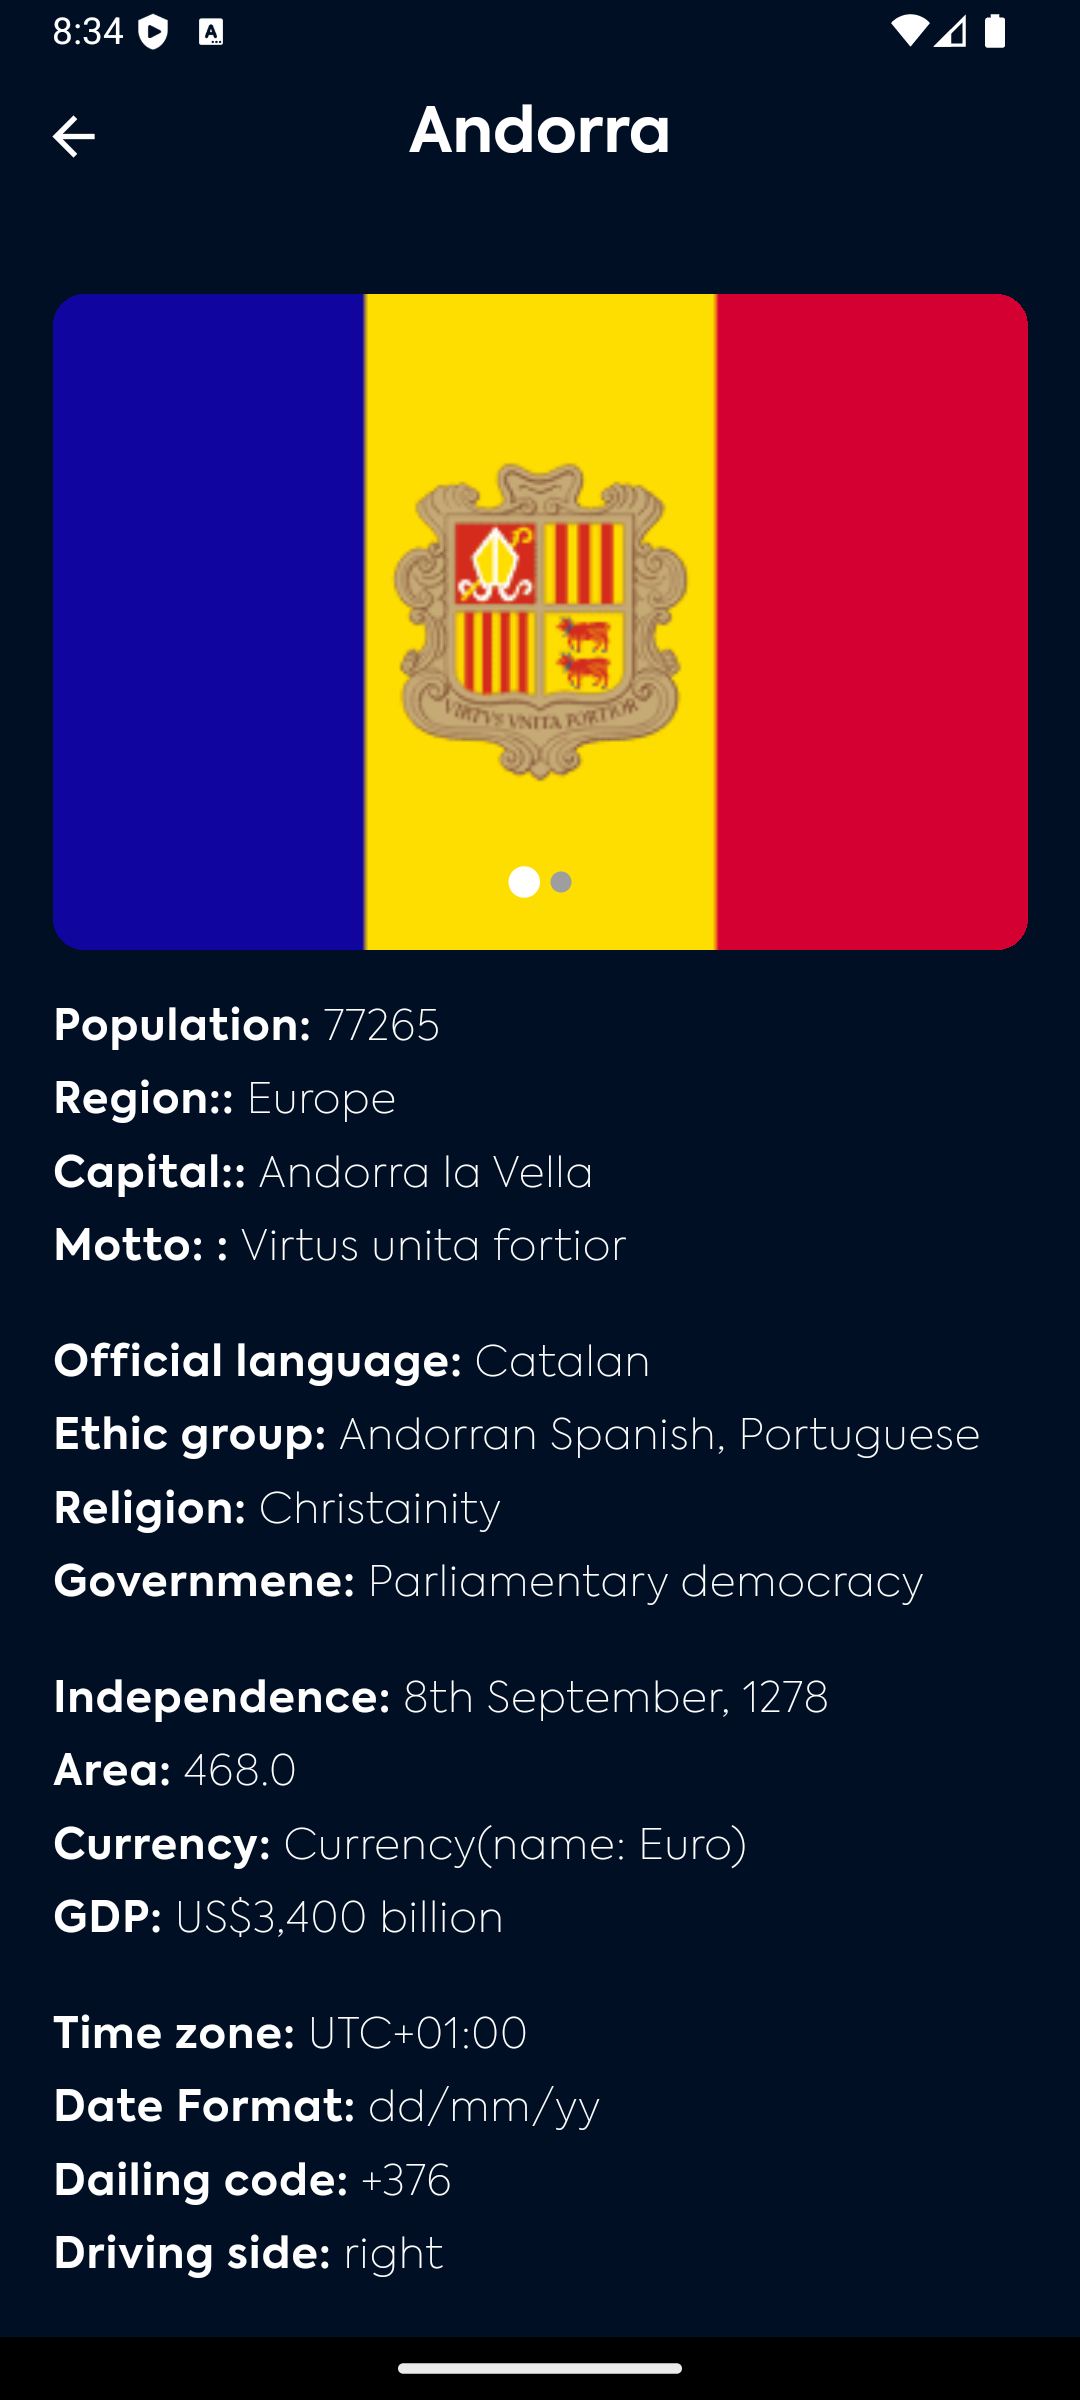 8:34
Andorra
VIRTVS VNITA FORTIOR
Population: 77265
Region:: Europe
Capital:: Andorra la Vella
Motto: : Virtus unita fortior
Official language: Catalan
Ethic group: Andorran Spanish, Portuguese
Religion: Christainity
Governmene: Parliamentary democracy
Independence: 8th September, 1278
Area: 468.0
Currency: Currency(name: Euro)
GDP: US$3,400 billion
Time zone: UTC+01:00
Date Format: dd/mm/yy
Dailing code: +376
Driving side: right